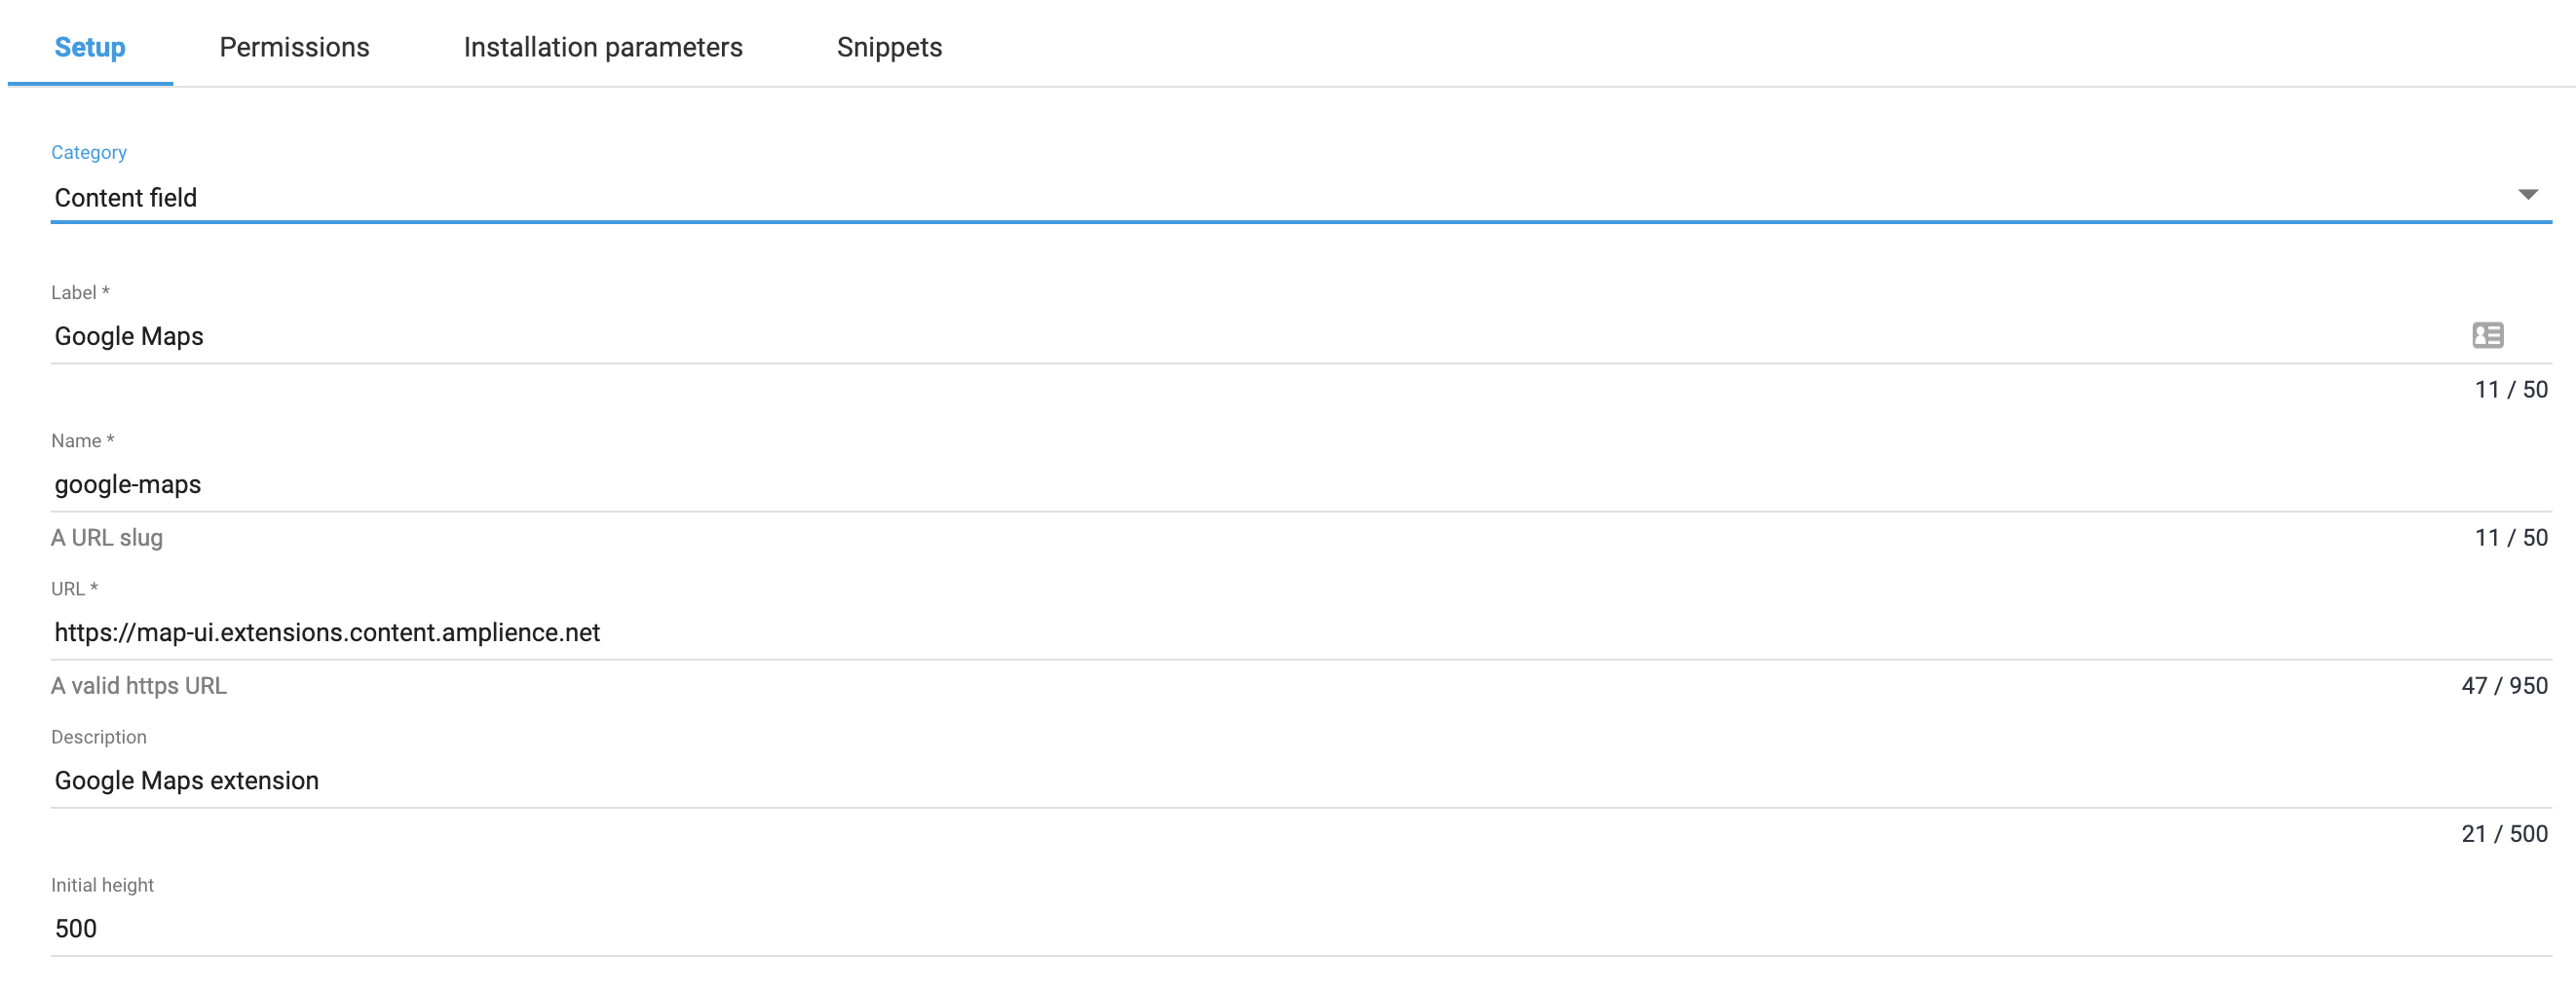 Setup Permissions Installation parameters Snippets
Category
Content field
Label *
Google Maps
11 / 50
Name *
google-maps
A URL slug 11 / 50
URL *
https://map-ui.extensions.content.amplience.net
A valid https URL 47 / 950
Description
Google Maps extension
21 / 500
Initial height
500